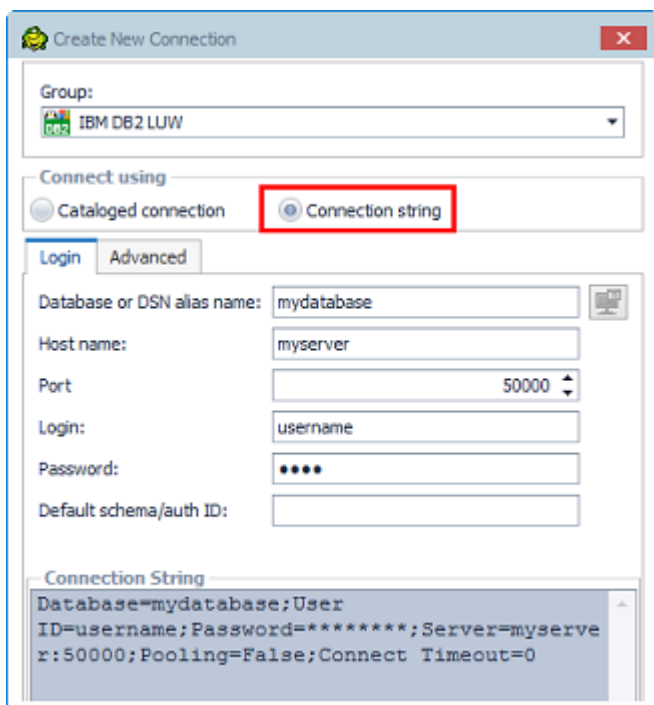 Create New Connection
Group:
DB2 IBM DB2 LUW
Connect using
Cataloged connection Connection string
Login Advanced
Database or DSN alias name: mydatabase
Host name: myserver
Port 50000
Login: username
Password: ●●●●
Default schema/auth ID:
Connection String
Database=mydatabase;User
ID=username;Password=********;Server=myserve
r:50000;Pooling=False;Connect Timeout=0